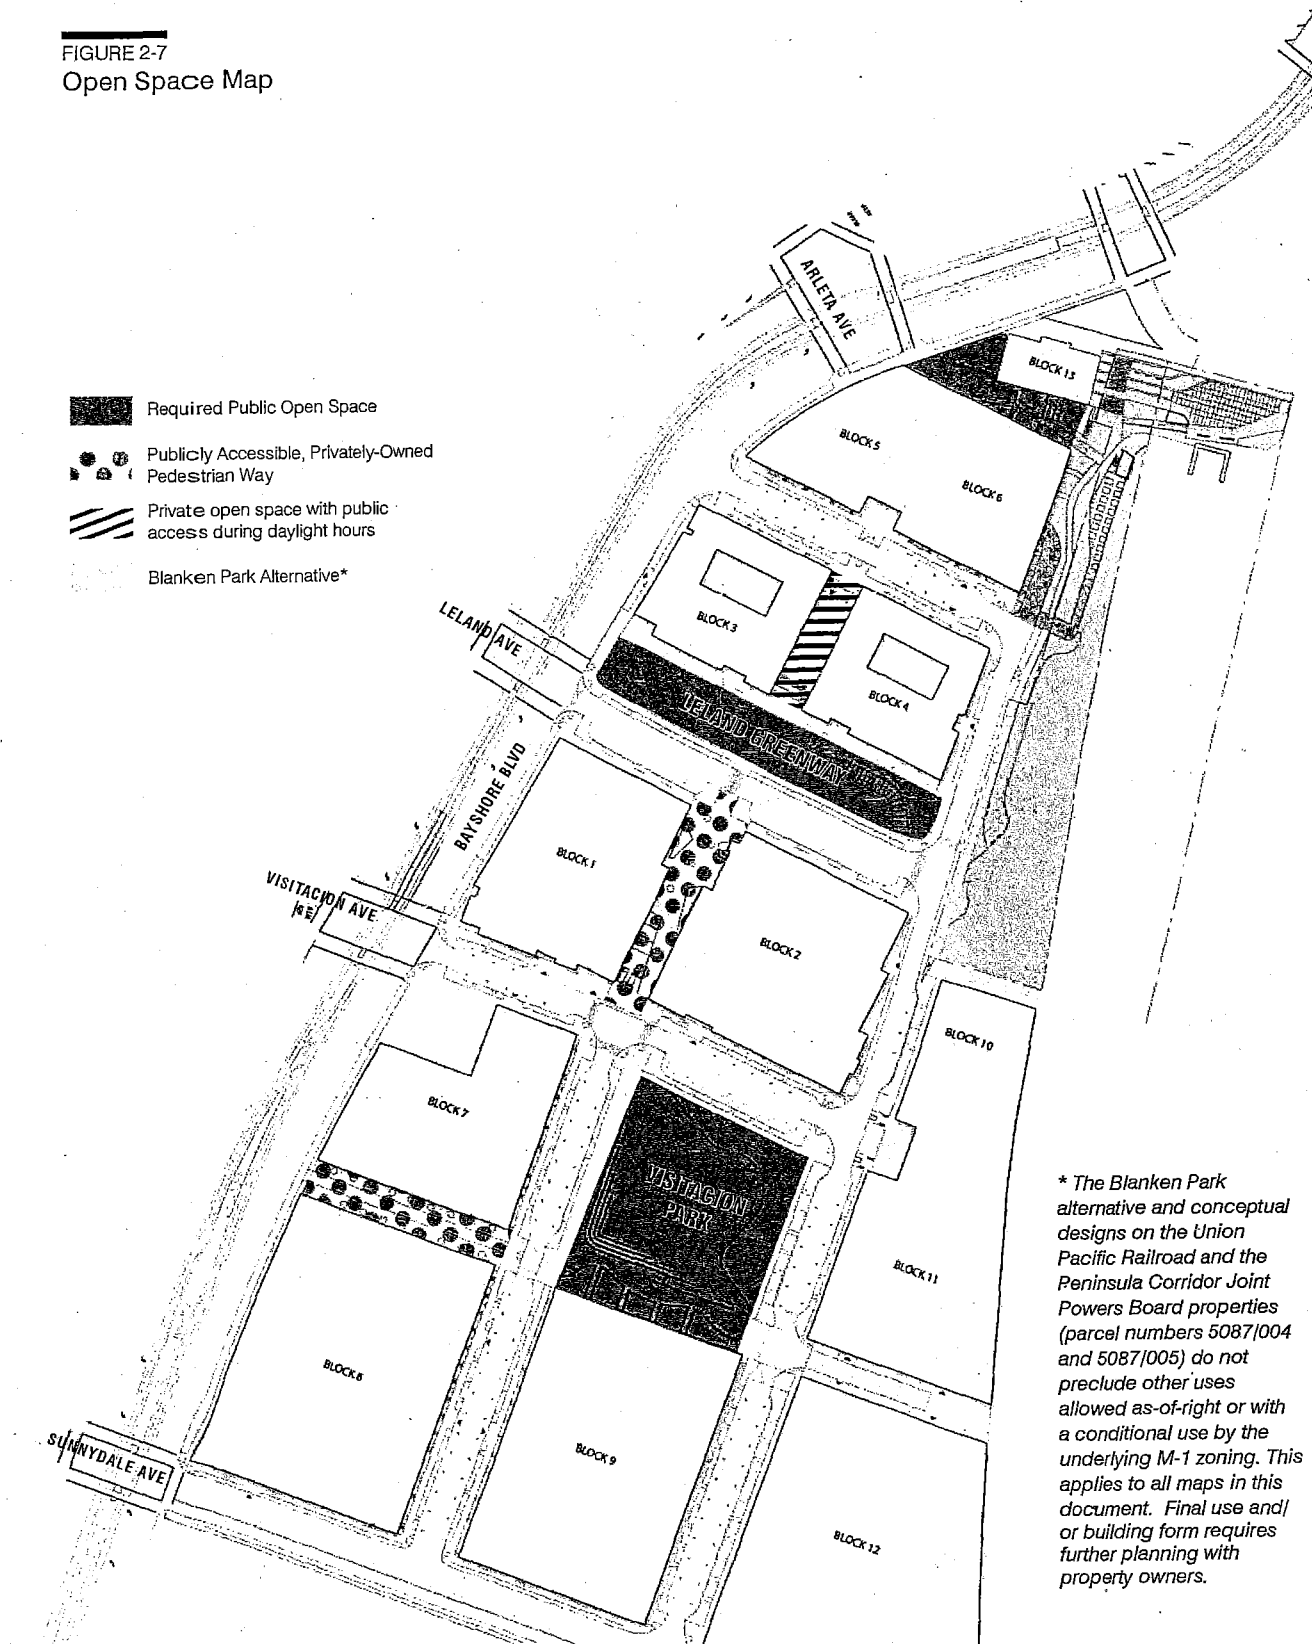 FIGURE 2-7
Open Space Map
ARLETA AVE
BLOCK 13
Required Public Open Space
BLOCK 5
Publicly Accessible, Privately-Owned
Pedestrian Way
BLOCK 6
Private open space with public
access during daylight hours
Blanken Park Alternative*
LELAND AVE
BLOCK 3
BLOCK 4
LELAND GREENWAY
BAYSHORE BLVD
BLOCK 1
VISITACION AVE
BLOCK 2
BLOCK 10
BLOCK 7
VISITACION
PARK
* The Blanken Park
alternative and conceptual
designs on the Union
Pacific Railroad and the
Peninsula Corridor Joint
Powers Board properties
(parcel numbers 5087/004
and 5087/005) do not
preclude other uses
allowed as-of-right or with
a conditional use by the
underlying M-1 zoning. This
applies to all maps in this
document. Final use and/
or building form requires
further planning with
property owners.
BLOCK 11
BLOCK 8
SUNNYDALE AVE
BLOCK 9
BLOCK 12